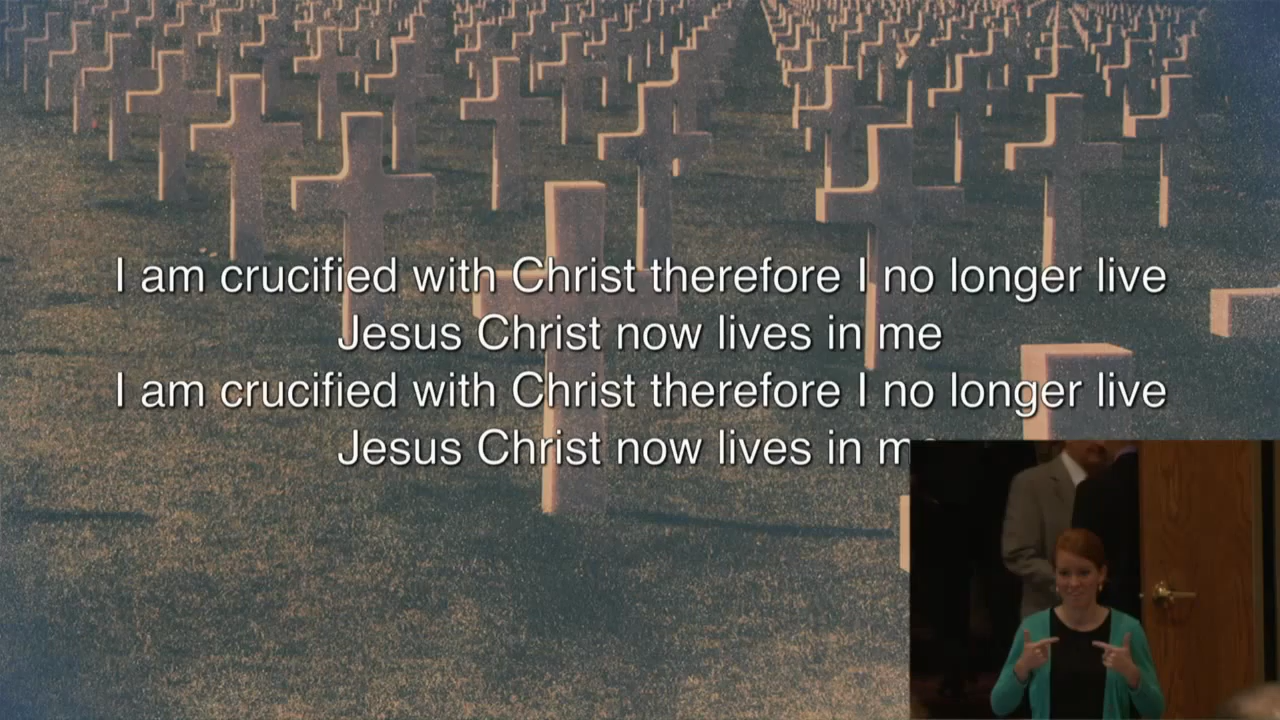 I am crucified with Christ therefore I no longer live
Jesus Christ now lives in me
I am crucified with Christ therefore I no longer live
Jesus Christ now lives in m